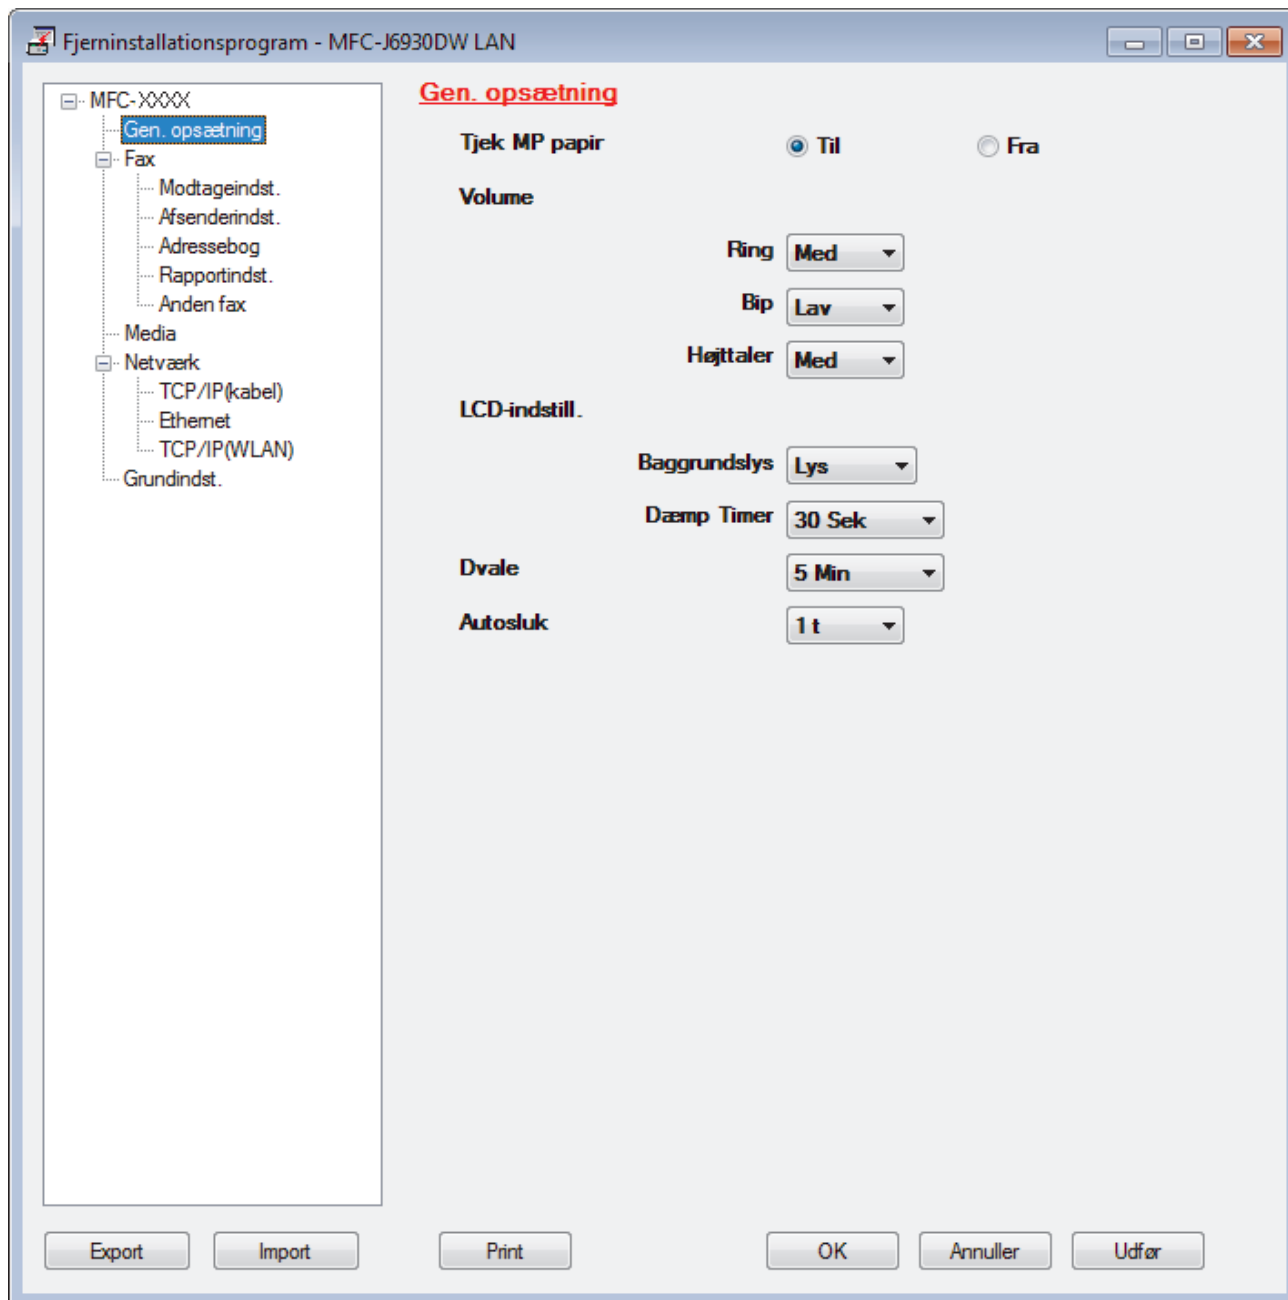 Fjerninstallationsprogram - MFC-J6930DW LAN
MFC-XXXX
Gen. opsætning
Fax
Modtageindst.
Afsenderindst.
Adressebog
Rapportindst.
Anden fax
Media
Netværk
TCP/IP(kabel)
Ethernet
TCP/IP(WLAN)
Grundindst.
Gen. opsætning
Tjek MP papir Til Fra
Volume
Ring Med
Bip Lav
Højttaler Med
LCD-indstill.
Baggrundslys Lys
Dæmp Timer 30 Sek
Dvale 5 Min
Autosluk 1 t
Export Import Print OK Annuller Udfør